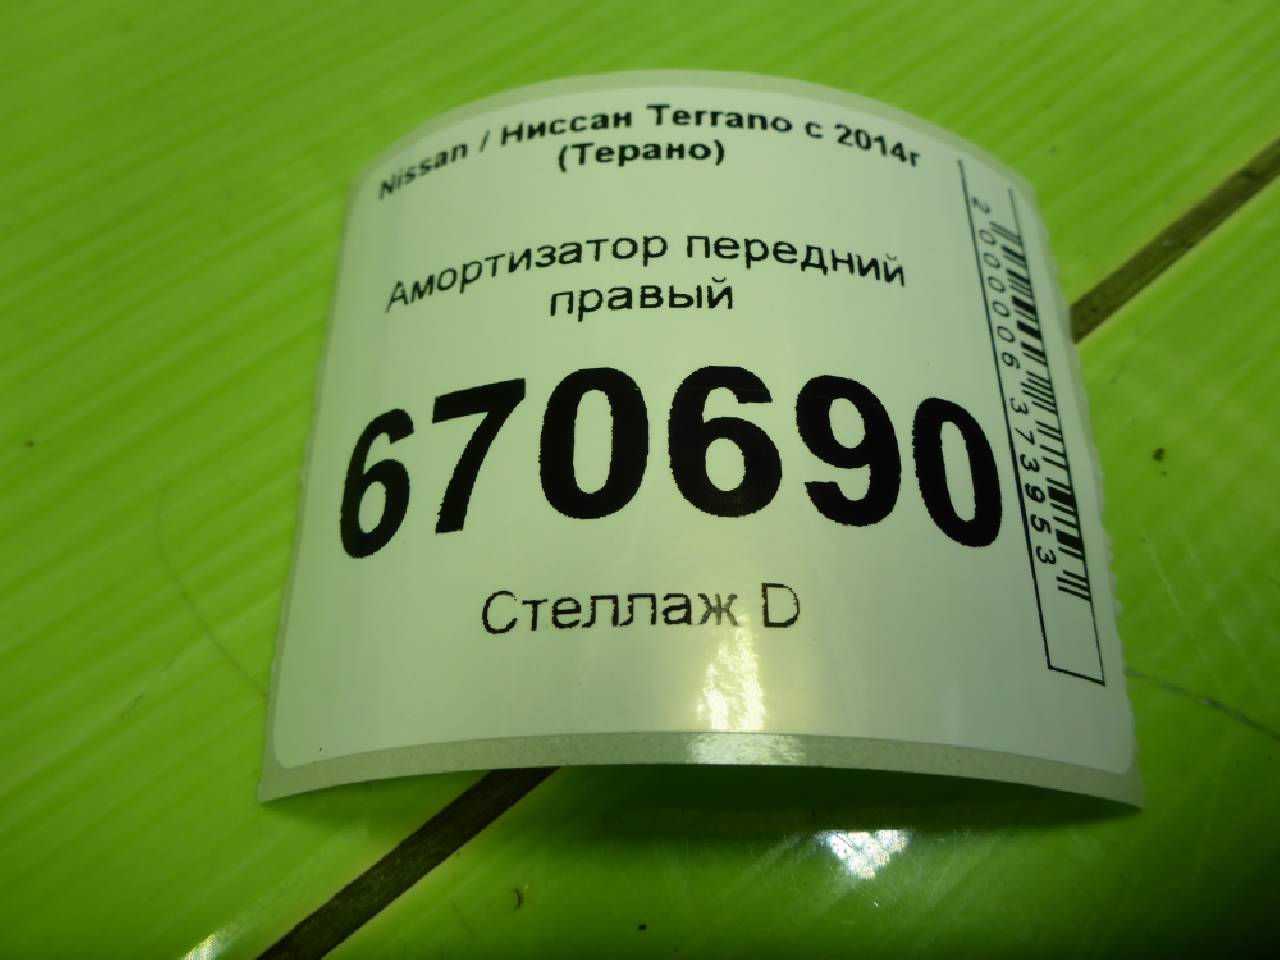 Nissan / Ниссан Terrano с 2014г
(Терано)
Амортизатор передний
правый
670690
Стеллаж D
2000006373953